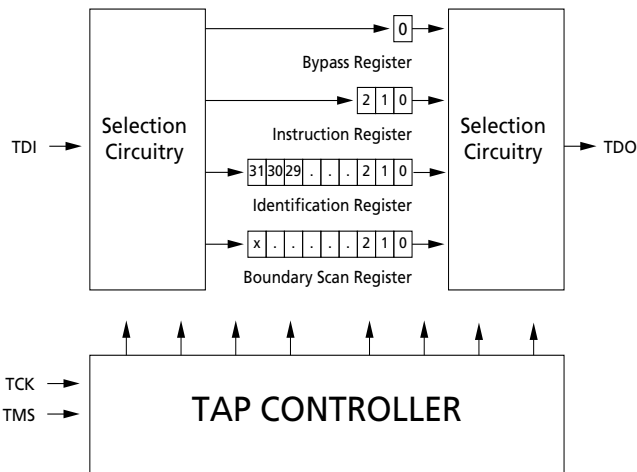 0
Bypass Register
2 1 0
Selection
Circuitry
Selection
Circuitry
TDI
TDO
Instruction Register
31 30 29 . . . 2 1 0
Identification Register
x . . . . . 2 1 0
Boundary Scan Register
TCK
TMS
TAP CONTROLLER